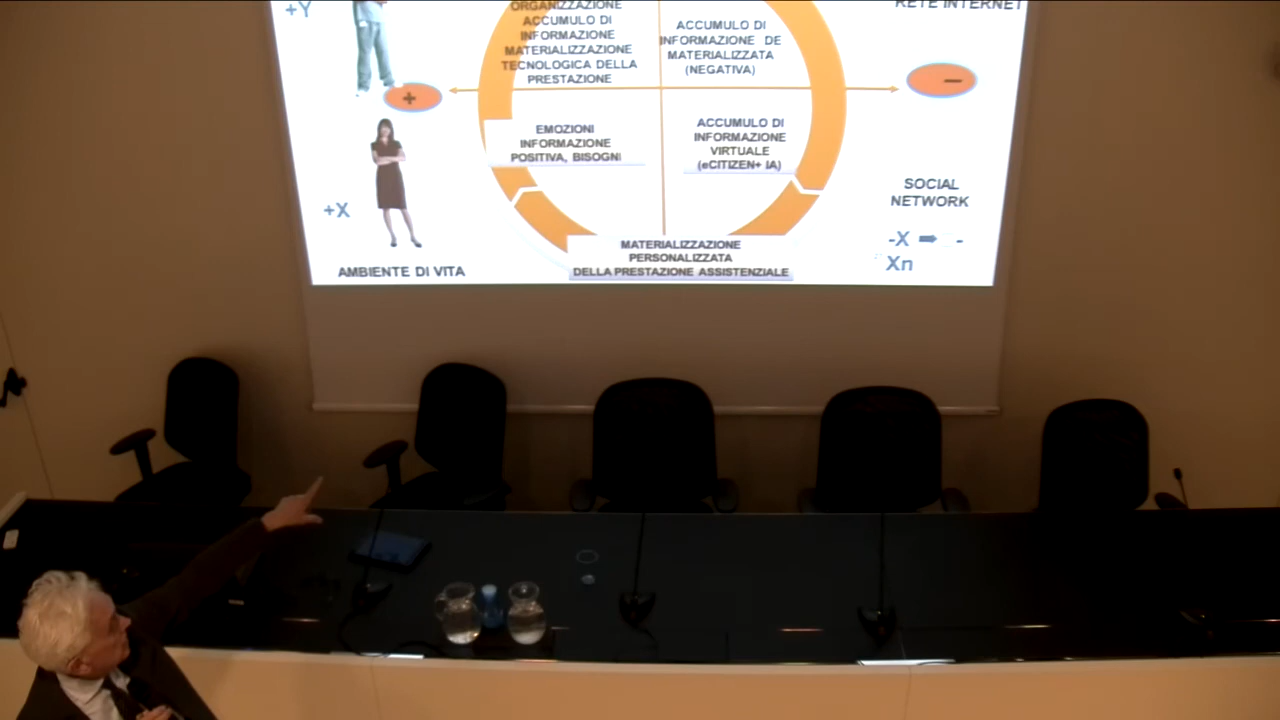 +Y
ORGANIZZAZIONE
ACCUMULO DI
INFORMAZIONE
MATERIALIZZAZIONE
TECNOLOGICA DELLA
PRESTAZIONE
ACCUMULO DI
INFORMAZIONE DE
MATERIALIZZATA
(NEGATIVA)
RETE INTERNET
+
-
EMOZIONI
INFORMAZIONE
POSITIVA, BISOGNI
ACCUMULO DI
INFORMAZIONE
VIRTUALE
(eCITIZEN+ IA)
+X
SOCIAL
NETWORK
-X ➡ -
Xn
MATERIALIZZAZIONE
PERSONALIZZATA
DELLA PRESTAZIONE ASSISTENZIALE
AMBIENTE DI VITA